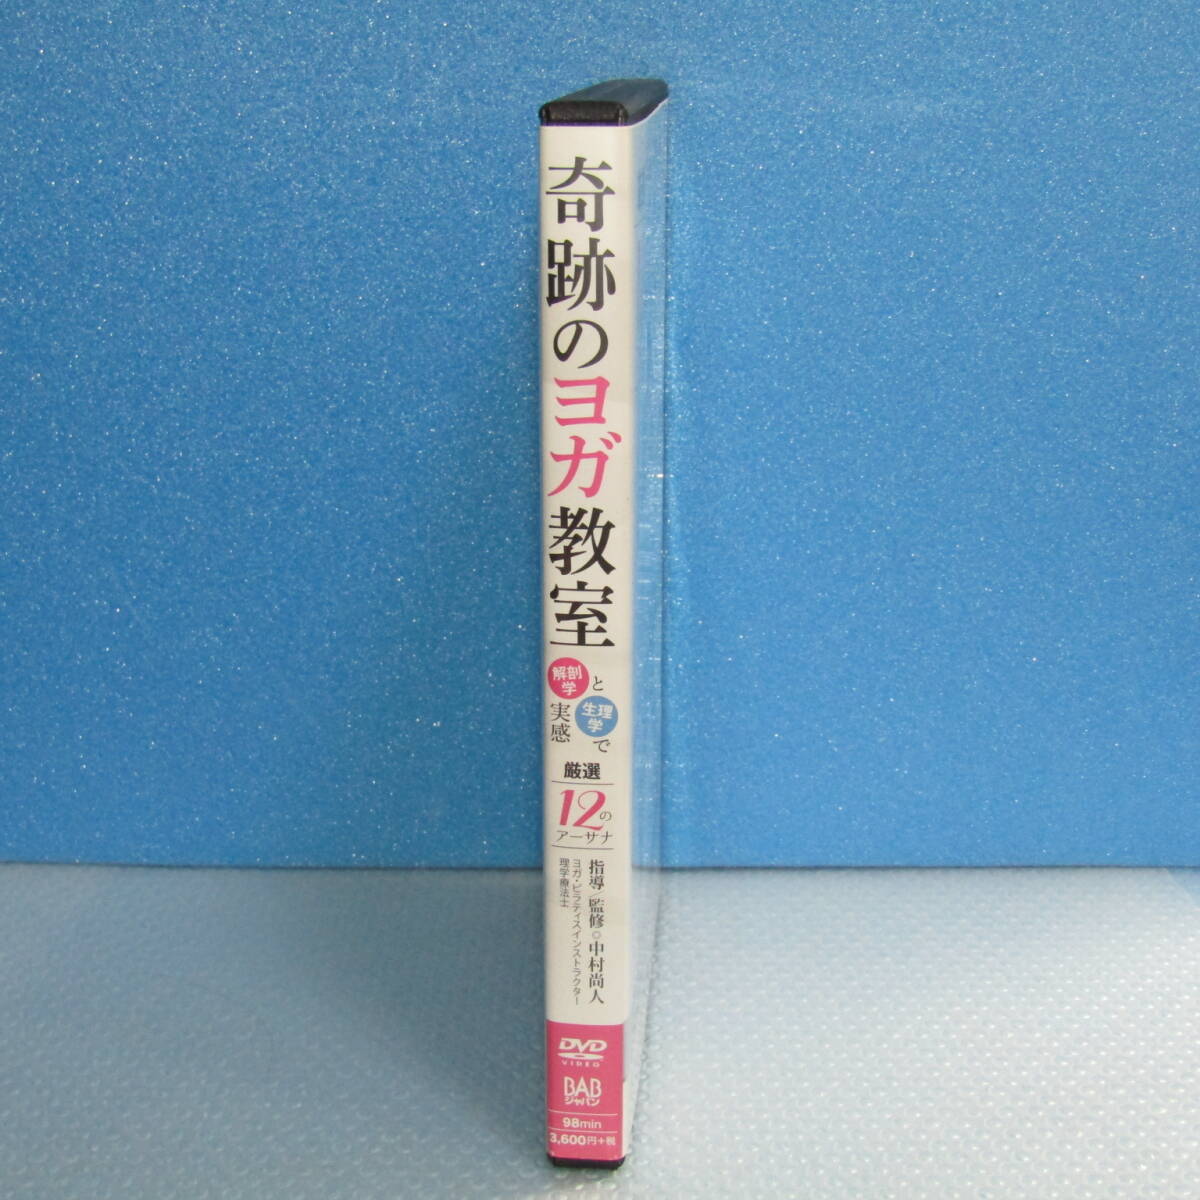 奇跡のヨガ教室
解剖学と生理学で
実感
厳選
12の
アーサナ
指導/監修○中村尚人
ヨガ・ピラティスインストラクター
理学療法士
DVD
VIDEO
BAB
ジャパン
98min
3,600円+税